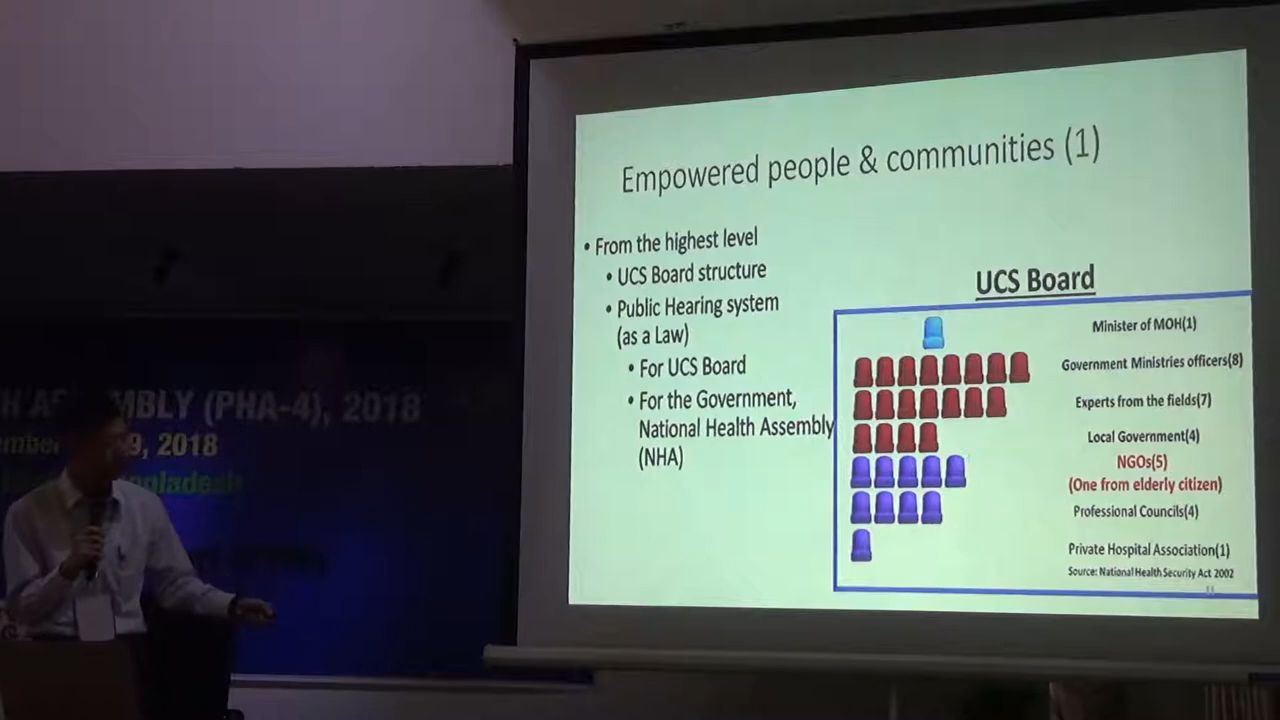 Empowered people & communities (1)
• From the highest level
• UCS Board structure
• Public Hearing system
(as a Law)
• For UCS Board
• For the Government,
National Health Assembly
(NHA)
UCS Board
Minister of MOH(1)
Government Ministries officers(8)
Experts from the fields(7)
Local Government(4)
NGOs(5)
(One from elderly citizen)
Professional Councils(4)
Private Hospital Association(1)
Source: National Health Security Act 2002
MBLY (PHA-4), 2018
9, 2018